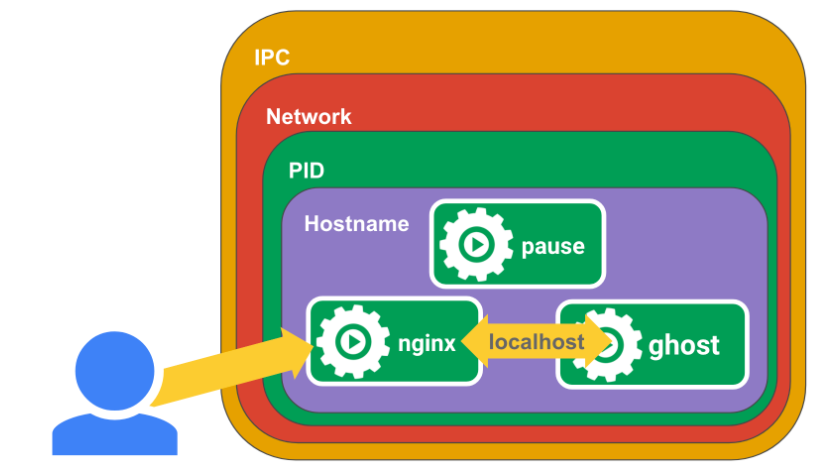 IPC
Network
PID
Hostname
pause
nginx
localhost
ghost